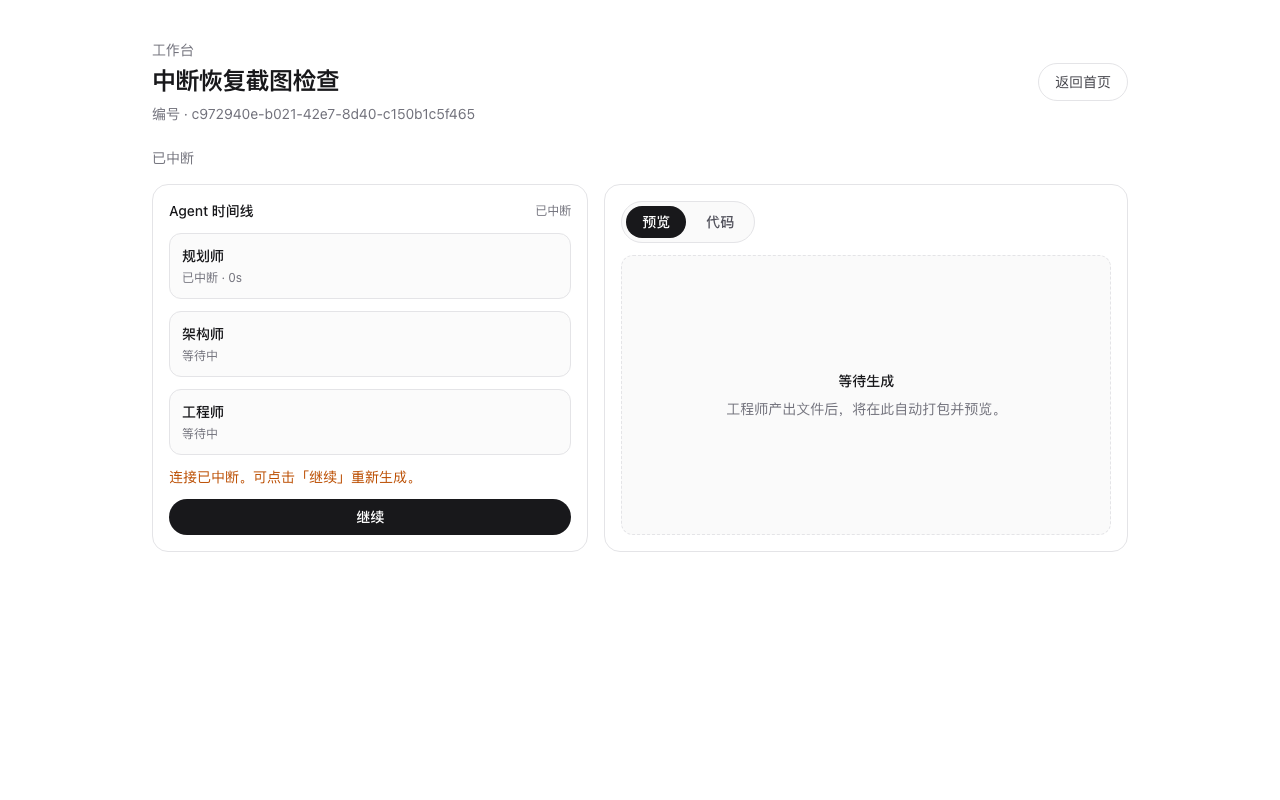 工作台
中断恢复截图检查
返回首页
编号 · c972940e-b021-42e7-8d40-c150b1c5f465
已中断
Agent 时间线
已中断
规划师
已中断 · 0s
架构师
等待中
工程师
等待中
连接已中断。可点击「继续」重新生成。
继续
预览
代码
等待生成
工程师产出文件后，将在此自动打包并预览。